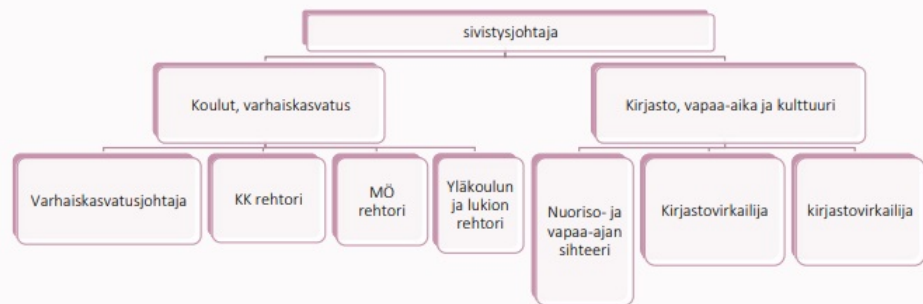 sivistysjohtaja
Koulut, varhaiskasvatus
Kirjasto, vapaa-aika ja kulttuuri
Varhaiskasvatusjohtaja
KK rehtori
MÖ
rehtori
Yläkoulun
ja lukion
rehtori
Nuoriso- ja
vapaa-ajan
sihteeri
Kirjastovirkailija
kirjastovirkailija